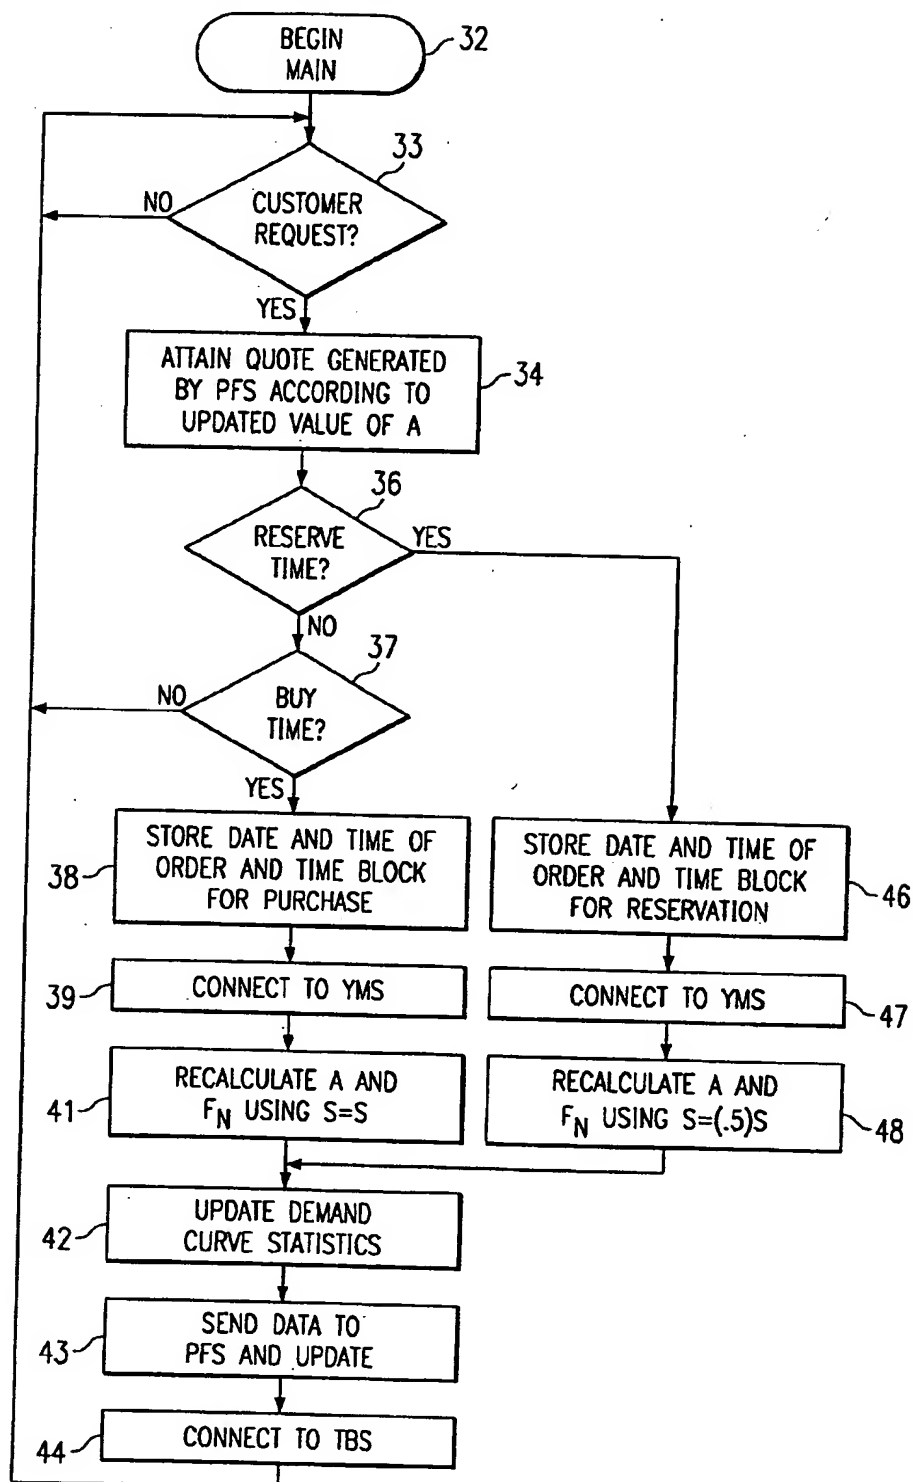 BEGIN
MAIN
32
33
NO
CUSTOMER
REQUEST?
YES
ATTAIN QUOTE GENERATED
BY PFS ACCORDING TO
UPDATED VALUE OF A
34
36
RESERVE
TIME?
YES
NO
37
NO
BUY
TIME?
YES
STORE DATE AND TIME OF
ORDER AND TIME BLOCK
FOR PURCHASE
38
STORE DATE AND TIME OF
ORDER AND TIME BLOCK
FOR RESERVATION
46
39
CONNECT TO YMS
CONNECT TO YMS
47
41
RECALCULATE A AND
FN USING S=S
RECALCULATE A AND
FN USING S=(.5)S
48
42
UPDATE DEMAND
CURVE STATISTICS
43
SEND DATA TO
PFS AND UPDATE
44
CONNECT TO TBS